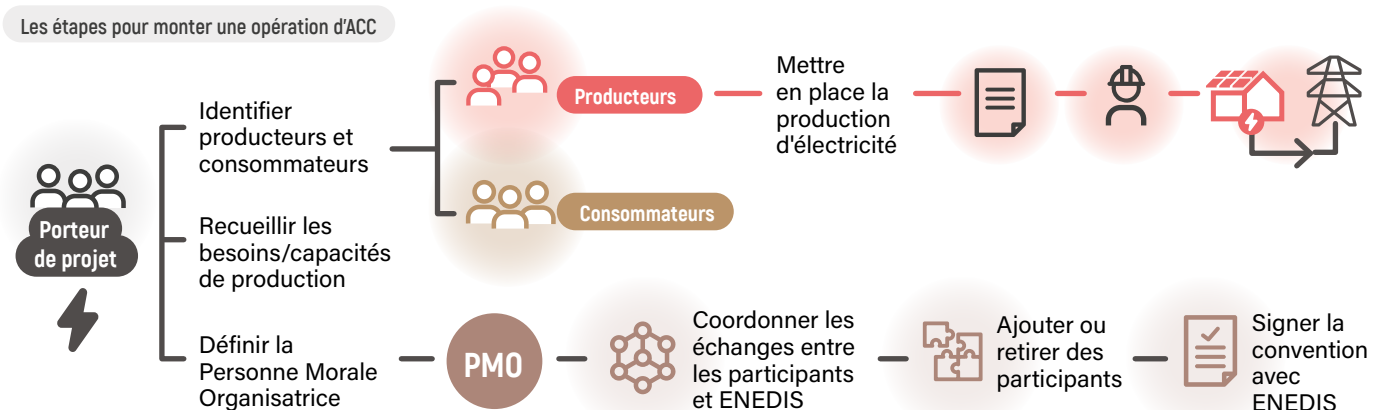 Les étapes pour monter une opération d'ACC
Porteur
de projet
Identifier
producteurs et
consommateurs
Producteurs
Mettre
en place la
production
d'électricité
Consommateurs
Recueillir les
besoins/capacités
de production
Définir la
Personne Morale
Organisatrice
PMO
Coordonner les
échanges entre
les participants
et ENEDIS
Ajouter ou
retirer des
participants
Signer la
convention
avec
ENEDIS